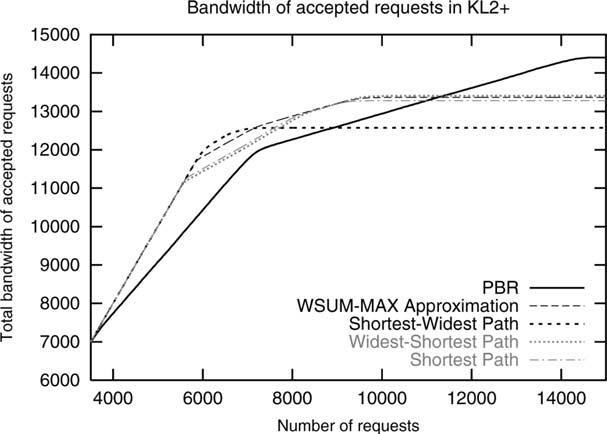 Bandwidth of accepted requests in KL2+
Total bandwidth of accepted requests
15000
14000
13000
12000
11000
10000
9000
8000
7000
6000
PBR
WSUM-MAX Approximation
Shortest-Widest Path
Widest-Shortest Path
Shortest Path
4000 6000 8000 10000 12000 14000
Number of requests